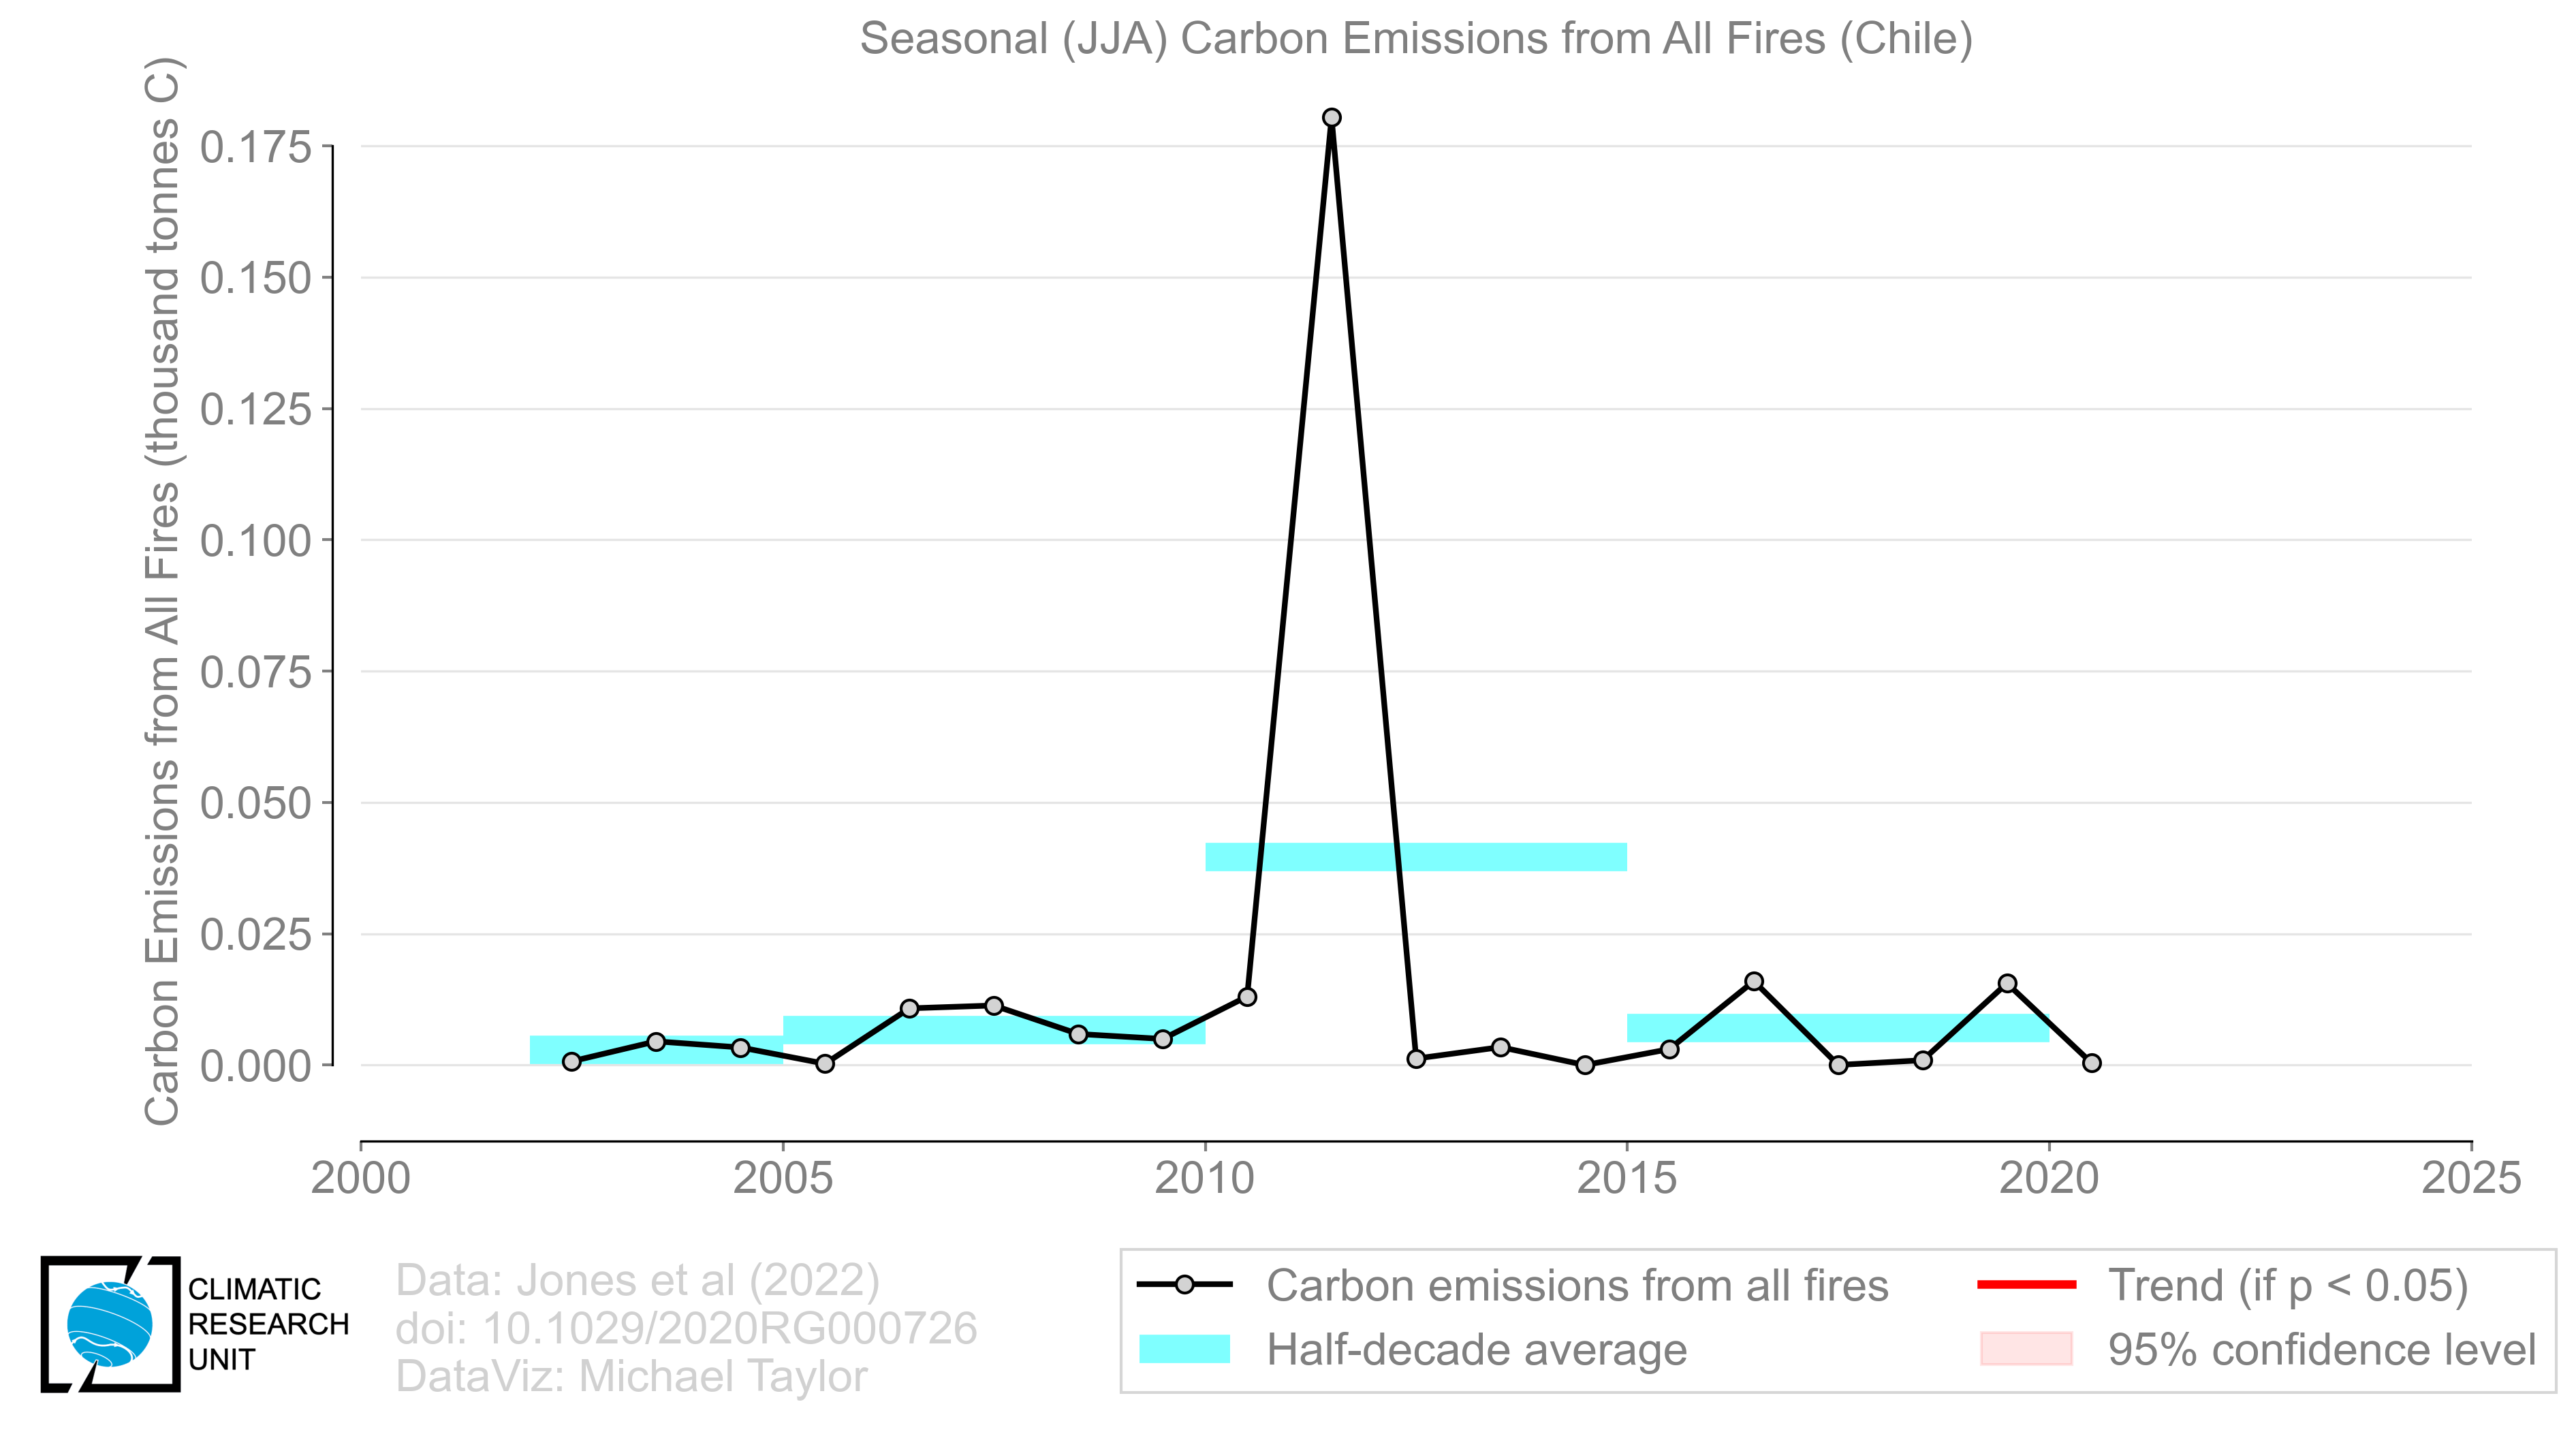 Seasonal (JJA) Carbon Emissions from All Fires (Chile)
Carbon Emissions from All Fires (thousand tonnes C)
0.175
0.150
0.125
0.100
0.075
0.050
0.025
0.000
2000
2005
2010
2015
2020
2025
CLIMATIC
RESEARCH
UNIT
Data: Jones et al (2022)
doi: 10.1029/2020RG000726
DataViz: Michael Taylor
Carbon emissions from all fires
Half-decade average
Trend (if p < 0.05)
95% confidence level